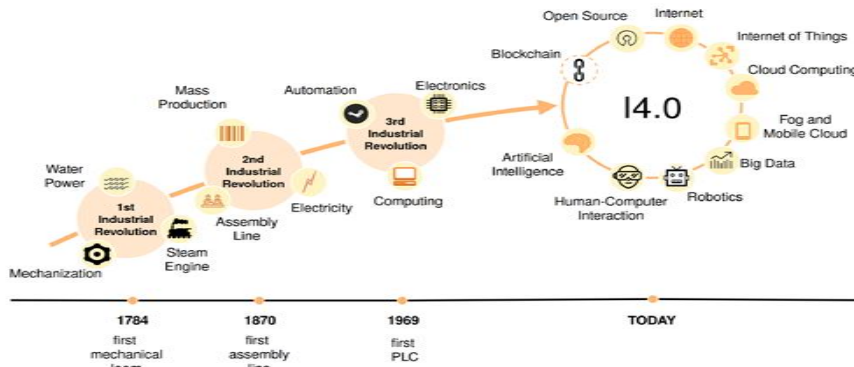 Open Source
Internet
Blockchain
Internet of Things
Cloud Computing
I4.0
Fog and
Mobile Cloud
Big Data
Robotics
Human-Computer
Interaction
Artificial
Intelligence
Automation
Electronics
3rd
Industrial
Revolution
Computing
Mass
Production
2nd
Industrial
Revolution
Assembly
Line
Electricity
Water
Power
1st
Industrial
Revolution
Mechanization
Steam
Engine
1784
first
mechanical
loom
1870
first
assembly
line
1969
first
PLC
TODAY